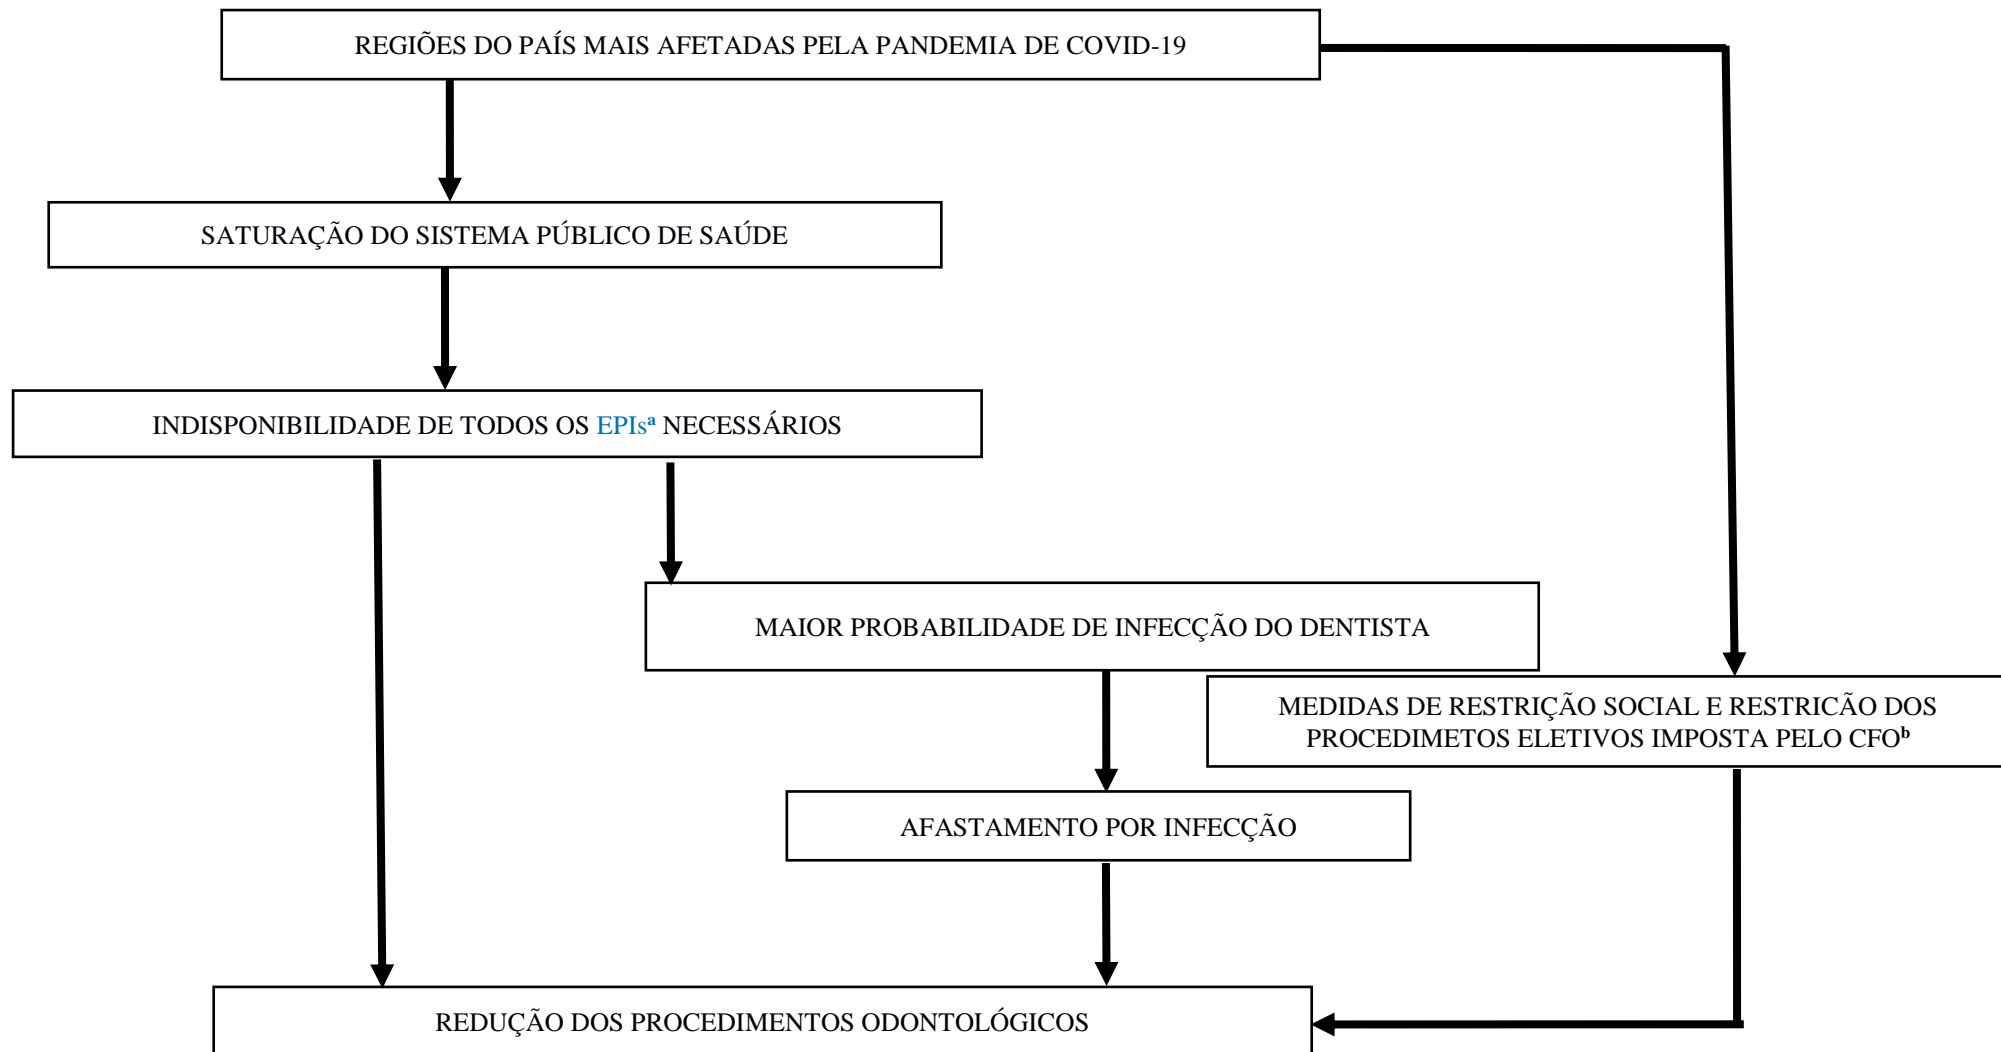 REGIÕES DO PAÍS MAIS AFETADAS PELA PANDEMIA DE COVID-19
SATURAÇÃO DO SISTEMA PÚBLICO DE SAÚDE
INDISPONIBILIDADE DE TODOS OS EPIsᵃ NECESSÁRIOS
MAIOR PROBABILIDADE DE INFECÇÃO DO DENTISTA
MEDIDAS DE RESTRIÇÃO SOCIAL E RESTRICÃO DOS
PROCEDIMETOS ELETIVOS IMPOSTA PELO CFOᵇ
AFASTAMENTO POR INFECÇÃO
REDUÇÃO DOS PROCEDIMENTOS ODONTOLÓGICOS